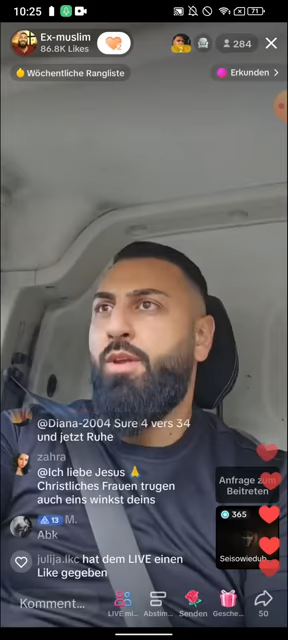 10:25
71
Ex-muslim
86.8K Likes
2
284
Wöchentliche Rangliste
Erkunden >
@Diana-2004 Sure 4 vers 34
und jetzt Ruhe
zahra
@Ich liebe Jesus 🙏
Christliches Frauen trugen
auch eins winkst deins
Anfrage zum
Beitreten
13 M.
Abk
365
Seisowiedub...
julija.lkc hat dem LIVE einen
Like gegeben
Komment...
LIVE mi...
Abstim...
Senden
Gesche...
50